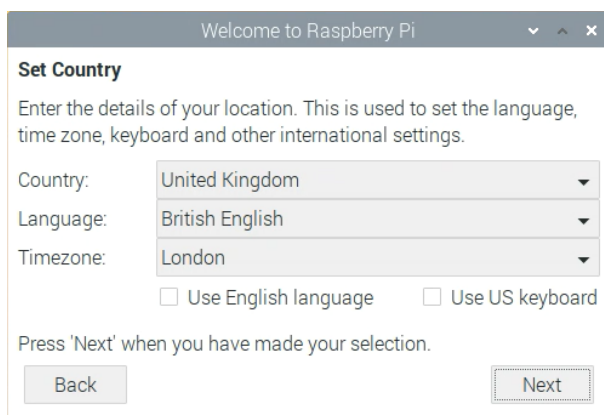 Welcome to Raspberry Pi
Set Country
Enter the details of your location. This is used to set the language,
time zone, keyboard and other international settings.
Country: United Kingdom
Language: British English
Timezone: London
Use English language Use US keyboard
Press 'Next' when you have made your selection.
Back Next